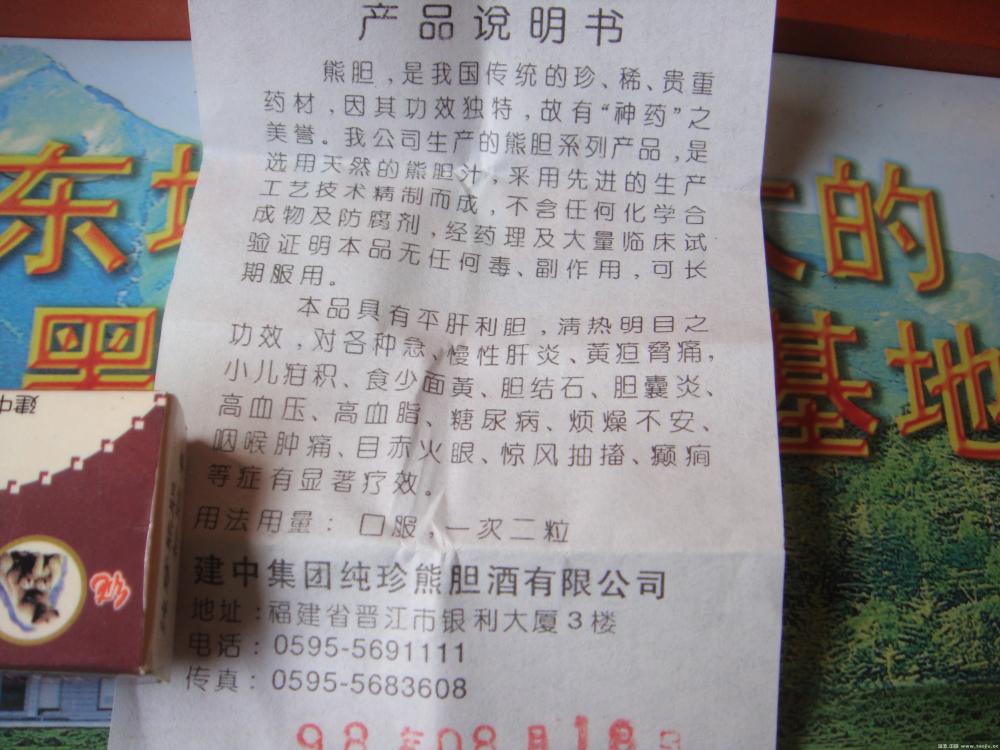 产品说明书
熊胆,是我国传统的珍、稀、贵重
药材,因其功效独特,故有“神药”之
美誉。我公司生产的熊胆系列产品,是
选用天然的熊胆汁,采用先进的生产
工艺技术精制而成,不含任何化学合
成物及防腐剂,经药理及大量临床试
验证明本品无任何毒、副作用,可长
期服用。
本品具有平肝利胆,清热明目之
功效,对各种急、慢性肝炎、黄疸脅痛,
小儿疳积、食少面黄、胆结石、胆囊炎、
高血压、高血脂、糖尿病、烦燥不安、
咽喉肿痛、目赤火眼、惊风抽搐、癫痫
等症有显著疗效。
用法用量: 口服,一次二粒
建中集团纯珍熊胆酒有限公司
地址:福建省晋江市银利大厦3楼
电话:0595-5691111
传真:0595-5683608
98年08月18日
东
的
黑
基地
建中